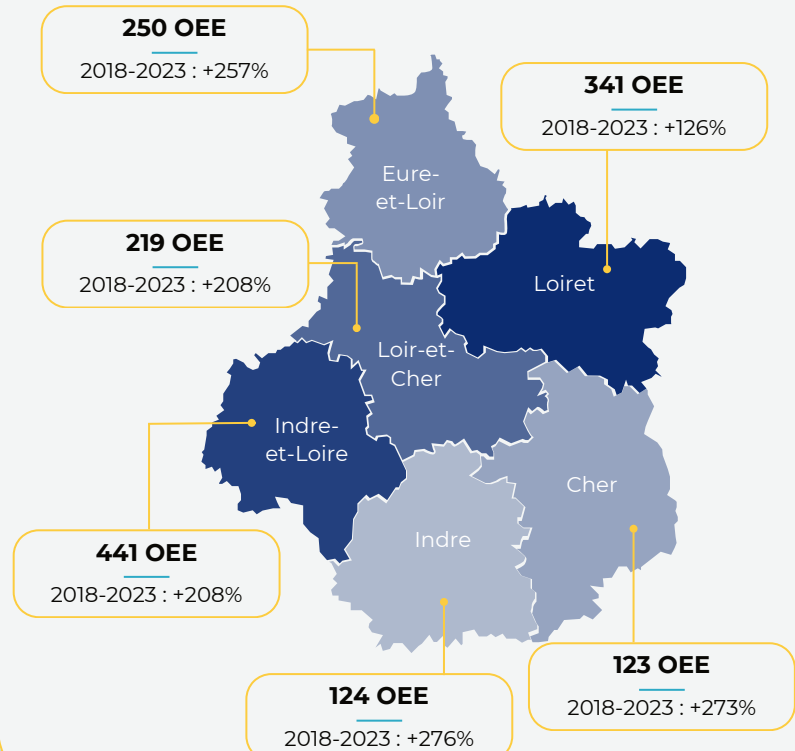 250 OEE
2018-2023 : +257%
341 OEE
2018-2023 : +126%
Eure-
et-Loir
219 OEE
2018-2023 : +208%
Loiret
Loir-et-
Cher
Indre-
et-Loire
Cher
Indre
441 OEE
2018-2023 : +208%
123 OEE
2018-2023 : +273%
124 OEE
2018-2023 : +276%